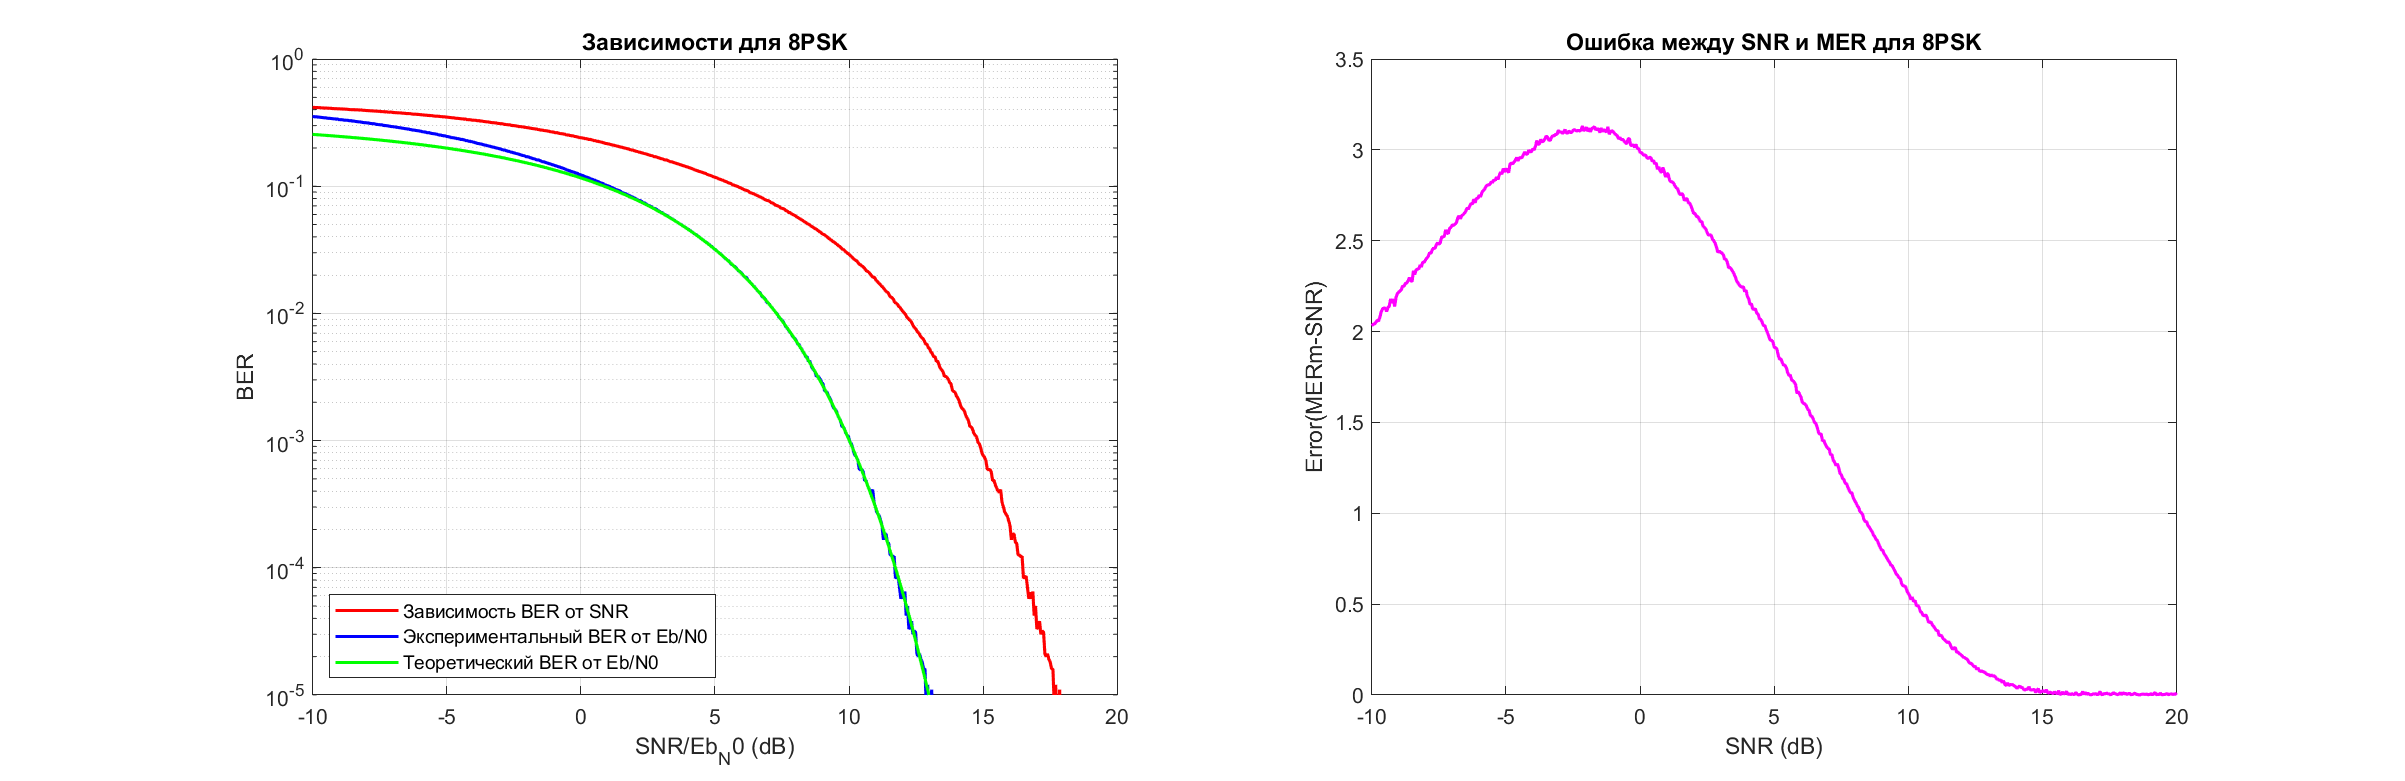 Зависимости для 8PSK
10^0
10^-1
10^-2
10^-3
10^-4
10^-5
BER
Зависимость BER от SNR
Экспериментальный BER от Eb/N0
Теоретический BER от Eb/N0
-10 -5 0 5 10 15 20
SNR/Eb_N0 (dB)
Ошибка между SNR и MER для 8PSK
3.5
3
2.5
2
1.5
1
0.5
0
Error(MERm-SNR)
-10 -5 0 5 10 15 20
SNR (dB)